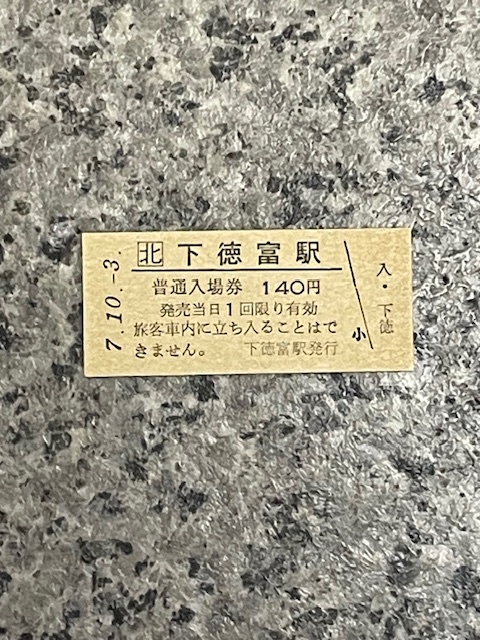 7.10.-3.
北 下徳富駅
普通入場券 140円
発売当日1回限り有効
旅客車内に立ち入ることはで
きません。 下徳富駅発行
小
入・下徳